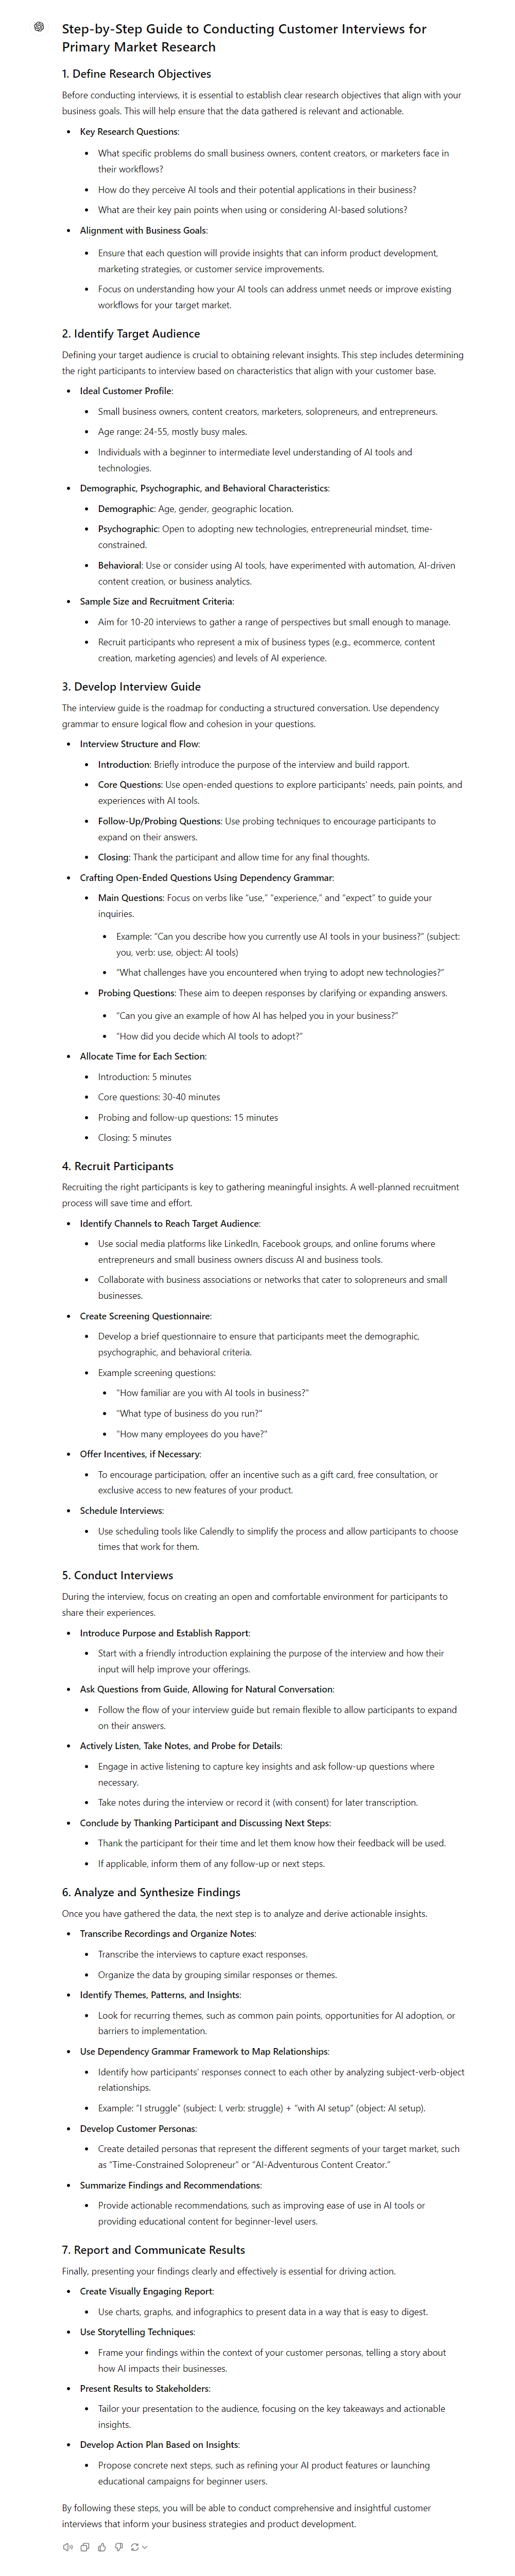 Step-by-Step Guide to Conducting Customer Interviews for
Primary Market Research
1. Define Research Objectives
Before conducting interviews, it is essential to establish clear research objectives that align with your
business goals. This will help ensure that the data gathered is relevant and actionable.
• Key Research Questions:
• What specific problems do small business owners, content creators, or marketers face in
their workflows?
• How do they perceive AI tools and their potential applications in their business?
• What are their key pain points when using or considering AI-based solutions?
• Alignment with Business Goals:
• Ensure that each question will provide insights that can inform product development,
marketing strategies, or customer service improvements.
• Focus on understanding how your AI tools can address unmet needs or improve existing
workflows for your target market.
2. Identify Target Audience
Defining your target audience is crucial to obtaining relevant insights. This step includes determining
the right participants to interview based on characteristics that align with your customer base.
• Ideal Customer Profile:
• Small business owners, content creators, marketers, solopreneurs, and entrepreneurs.
• Age range: 24-55, mostly busy males.
• Individuals with a beginner to intermediate level understanding of AI tools and
technologies.
• Demographic, Psychographic, and Behavioral Characteristics:
• Demographic: Age, gender, geographic location.
• Psychographic: Open to adopting new technologies, entrepreneurial mindset, time-
constrained.
• Behavioral: Use or consider using AI tools, have experimented with automation, AI-driven
content creation, or business analytics.
• Sample Size and Recruitment Criteria:
• Aim for 10-20 interviews to gather a range of perspectives but small enough to manage.
• Recruit participants who represent a mix of business types (e.g., ecommerce, content
creation, marketing agencies) and levels of AI experience.
3. Develop Interview Guide
The interview guide is the roadmap for conducting a structured conversation. Use dependency
grammar to ensure logical flow and cohesion in your questions.
• Interview Structure and Flow:
• Introduction: Briefly introduce the purpose of the interview and build rapport.
• Core Questions: Use open-ended questions to explore participants' needs, pain points, and
experiences with AI tools.
• Follow-Up/Probing Questions: Use probing techniques to encourage participants to
expand on their answers.
• Closing: Thank the participant and allow time for any final thoughts.
• Crafting Open-Ended Questions Using Dependency Grammar:
• Main Questions: Focus on verbs like "use," "experience," and "expect" to guide your
inquiries.
• Example: "Can you describe how you currently use AI tools in your business?" (subject:
you, verb: use, object: AI tools)
• "What challenges have you encountered when trying to adopt new technologies?"
• Probing Questions: These aim to deepen responses by clarifying or expanding answers.
• "Can you give an example of how AI has helped you in your business?"
• "How did you decide which AI tools to adopt?"
• Allocate Time for Each Section:
• Introduction: 5 minutes
• Core questions: 30-40 minutes
• Probing and follow-up questions: 15 minutes
• Closing: 5 minutes
4. Recruit Participants
Recruiting the right participants is key to gathering meaningful insights. A well-planned recruitment
process will save time and effort.
• Identify Channels to Reach Target Audience:
• Use social media platforms like LinkedIn, Facebook groups, and online forums where
entrepreneurs and small business owners discuss AI and business tools.
• Collaborate with business associations or networks that cater to solopreneurs and small
businesses.
• Create Screening Questionnaire:
• Develop a brief questionnaire to ensure that participants meet the demographic,
psychographic, and behavioral criteria.
• Example screening questions:
• "How familiar are you with AI tools in business?"
• "What type of business do you run?"
• "How many employees do you have?"
• Offer Incentives, if Necessary:
• To encourage participation, offer an incentive such as a gift card, free consultation, or
exclusive access to new features of your product.
• Schedule Interviews:
• Use scheduling tools like Calendly to simplify the process and allow participants to choose
times that work for them.
5. Conduct Interviews
During the interview, focus on creating an open and comfortable environment for participants to
share their experiences.
• Introduce Purpose and Establish Rapport:
• Start with a friendly introduction explaining the purpose of the interview and how their
input will help improve your offerings.
• Ask Questions from Guide, Allowing for Natural Conversation:
• Follow the flow of your interview guide but remain flexible to allow participants to expand
on their answers.
• Actively Listen, Take Notes, and Probe for Details:
• Engage in active listening to capture key insights and ask follow-up questions where
necessary.
• Take notes during the interview or record it (with consent) for later transcription.
• Conclude by Thanking Participant and Discussing Next Steps:
• Thank the participant for their time and let them know how their feedback will be used.
• If applicable, inform them of any follow-up or next steps.
6. Analyze and Synthesize Findings
Once you have gathered the data, the next step is to analyze and derive actionable insights.
• Transcribe Recordings and Organize Notes:
• Transcribe the interviews to capture exact responses.
• Organize the data by grouping similar responses or themes.
• Identify Themes, Patterns, and Insights:
• Look for recurring themes, such as common pain points, opportunities for AI adoption, or
barriers to implementation.
• Use Dependency Grammar Framework to Map Relationships:
• Identify how participants' responses connect to each other by analyzing subject-verb-object
relationships.
• Example: "I struggle" (subject: I, verb: struggle) + "with AI setup" (object: AI setup).
• Develop Customer Personas:
• Create detailed personas that represent the different segments of your target market, such
as "Time-Constrained Solopreneur" or "AI-Adventurous Content Creator."
• Summarize Findings and Recommendations:
• Provide actionable recommendations, such as improving ease of use in AI tools or
providing educational content for beginner-level users.
7. Report and Communicate Results
Finally, presenting your findings clearly and effectively is essential for driving action.
• Create Visually Engaging Report:
• Use charts, graphs, and infographics to present data in a way that is easy to digest.
• Use Storytelling Techniques:
• Frame your findings within the context of your customer personas, telling a story about
how AI impacts their businesses.
• Present Results to Stakeholders:
• Tailor your presentation to the audience, focusing on the key takeaways and actionable
insights.
• Develop Action Plan Based on Insights:
• Propose concrete next steps, such as refining your AI product features or launching
educational campaigns for beginner users.
By following these steps, you will be able to conduct comprehensive and insightful customer
interviews that inform your business strategies and product development.